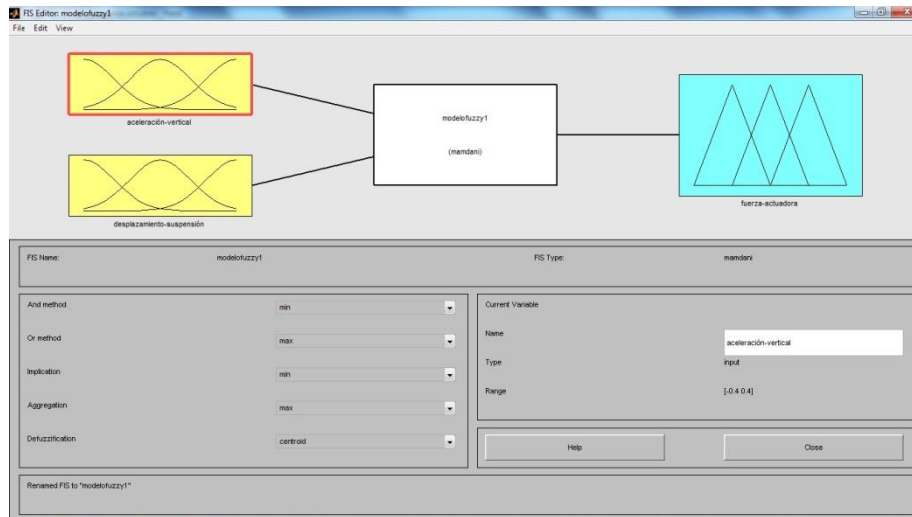 FIS Editor: modelofuzzy1
File Edit View
aceleración-vertical
modelofuzzy1
(mamdani)
desplazamiento-suspensión
fuerza-actuadora
FIS Name: modelofuzzy1 FIS Type: mamdani
And method min
Or method max
Implication min
Aggregation max
Defuzzification centroid
Current Variable
Name aceleración-vertical
Type input
Range [-0.4 0.4]
Help Close
Renamed FIS to "modelofuzzy1"